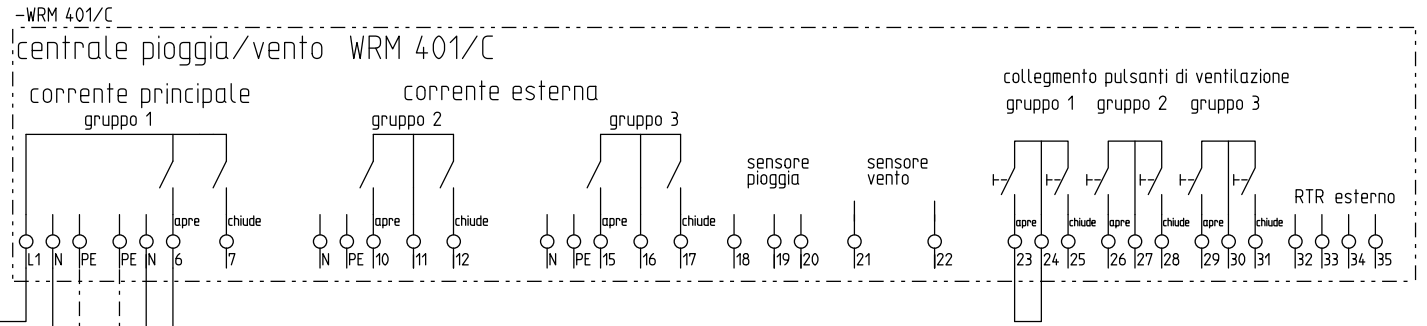 -WRM 401/C
centrale pioggia/vento WRM 401/C
corrente principale
gruppo 1
corrente esterna
gruppo 2
gruppo 3
sensore
pioggia
sensore
vento
collegmento pulsanti di ventilazione
gruppo 1 gruppo 2 gruppo 3
RTR esterno
apre chiude apre chiude apre chiude apre chiude apre chiude apre chiude
L1 N PE PE N 6 7 N PE 10 11 12 N PE 15 16 17 18 19 20 21 22 23 24 25 26 27 28 29 30 31 32 33 34 35